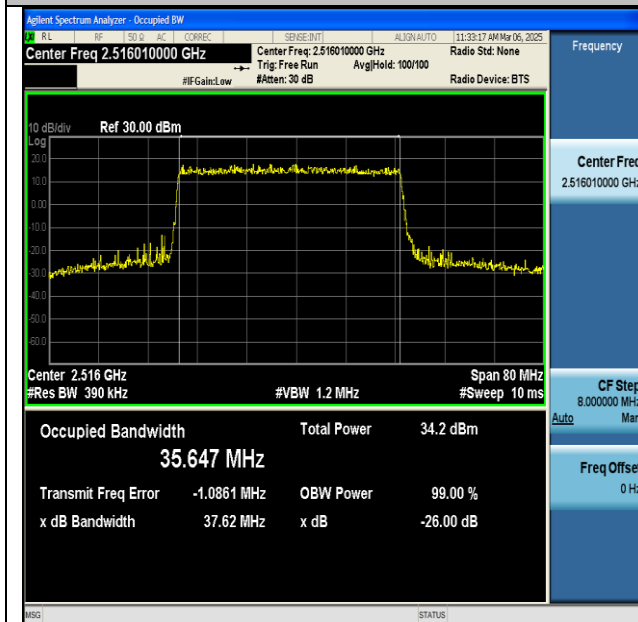 Agilent Spectrum Analyzer - Occupied BW
RL RF 50 Ω AC CORREC SENSE:INT ALIGN AUTO 11:33:17 AM Mar 06, 2025
Center Freq 2.516010000 GHz
Center Freq: 2.516010000 GHz Radio Std: None
Trig: Free Run Avg|Hold: 100/100
#IFGain:Low #Atten: 30 dB Radio Device: BTS
10 dB/div Ref 30.00 dBm
Log
20.0
10.0
0.00
-10.0
-20.0
-30.0
-40.0
-50.0
-60.0
Center 2.516 GHz Span 80 MHz
#Res BW 390 kHz #VBW 1.2 MHz #Sweep 10 ms
Occupied Bandwidth Total Power 34.2 dBm
35.647 MHz
Transmit Freq Error -1.0861 MHz OBW Power 99.00 %
x dB Bandwidth 37.62 MHz x dB -26.00 dB
MSG STATUS
Frequency
Center Freq
2.516010000 GHz
CF Step
8.000000 MHz
Auto Man
Freq Offset
0 Hz